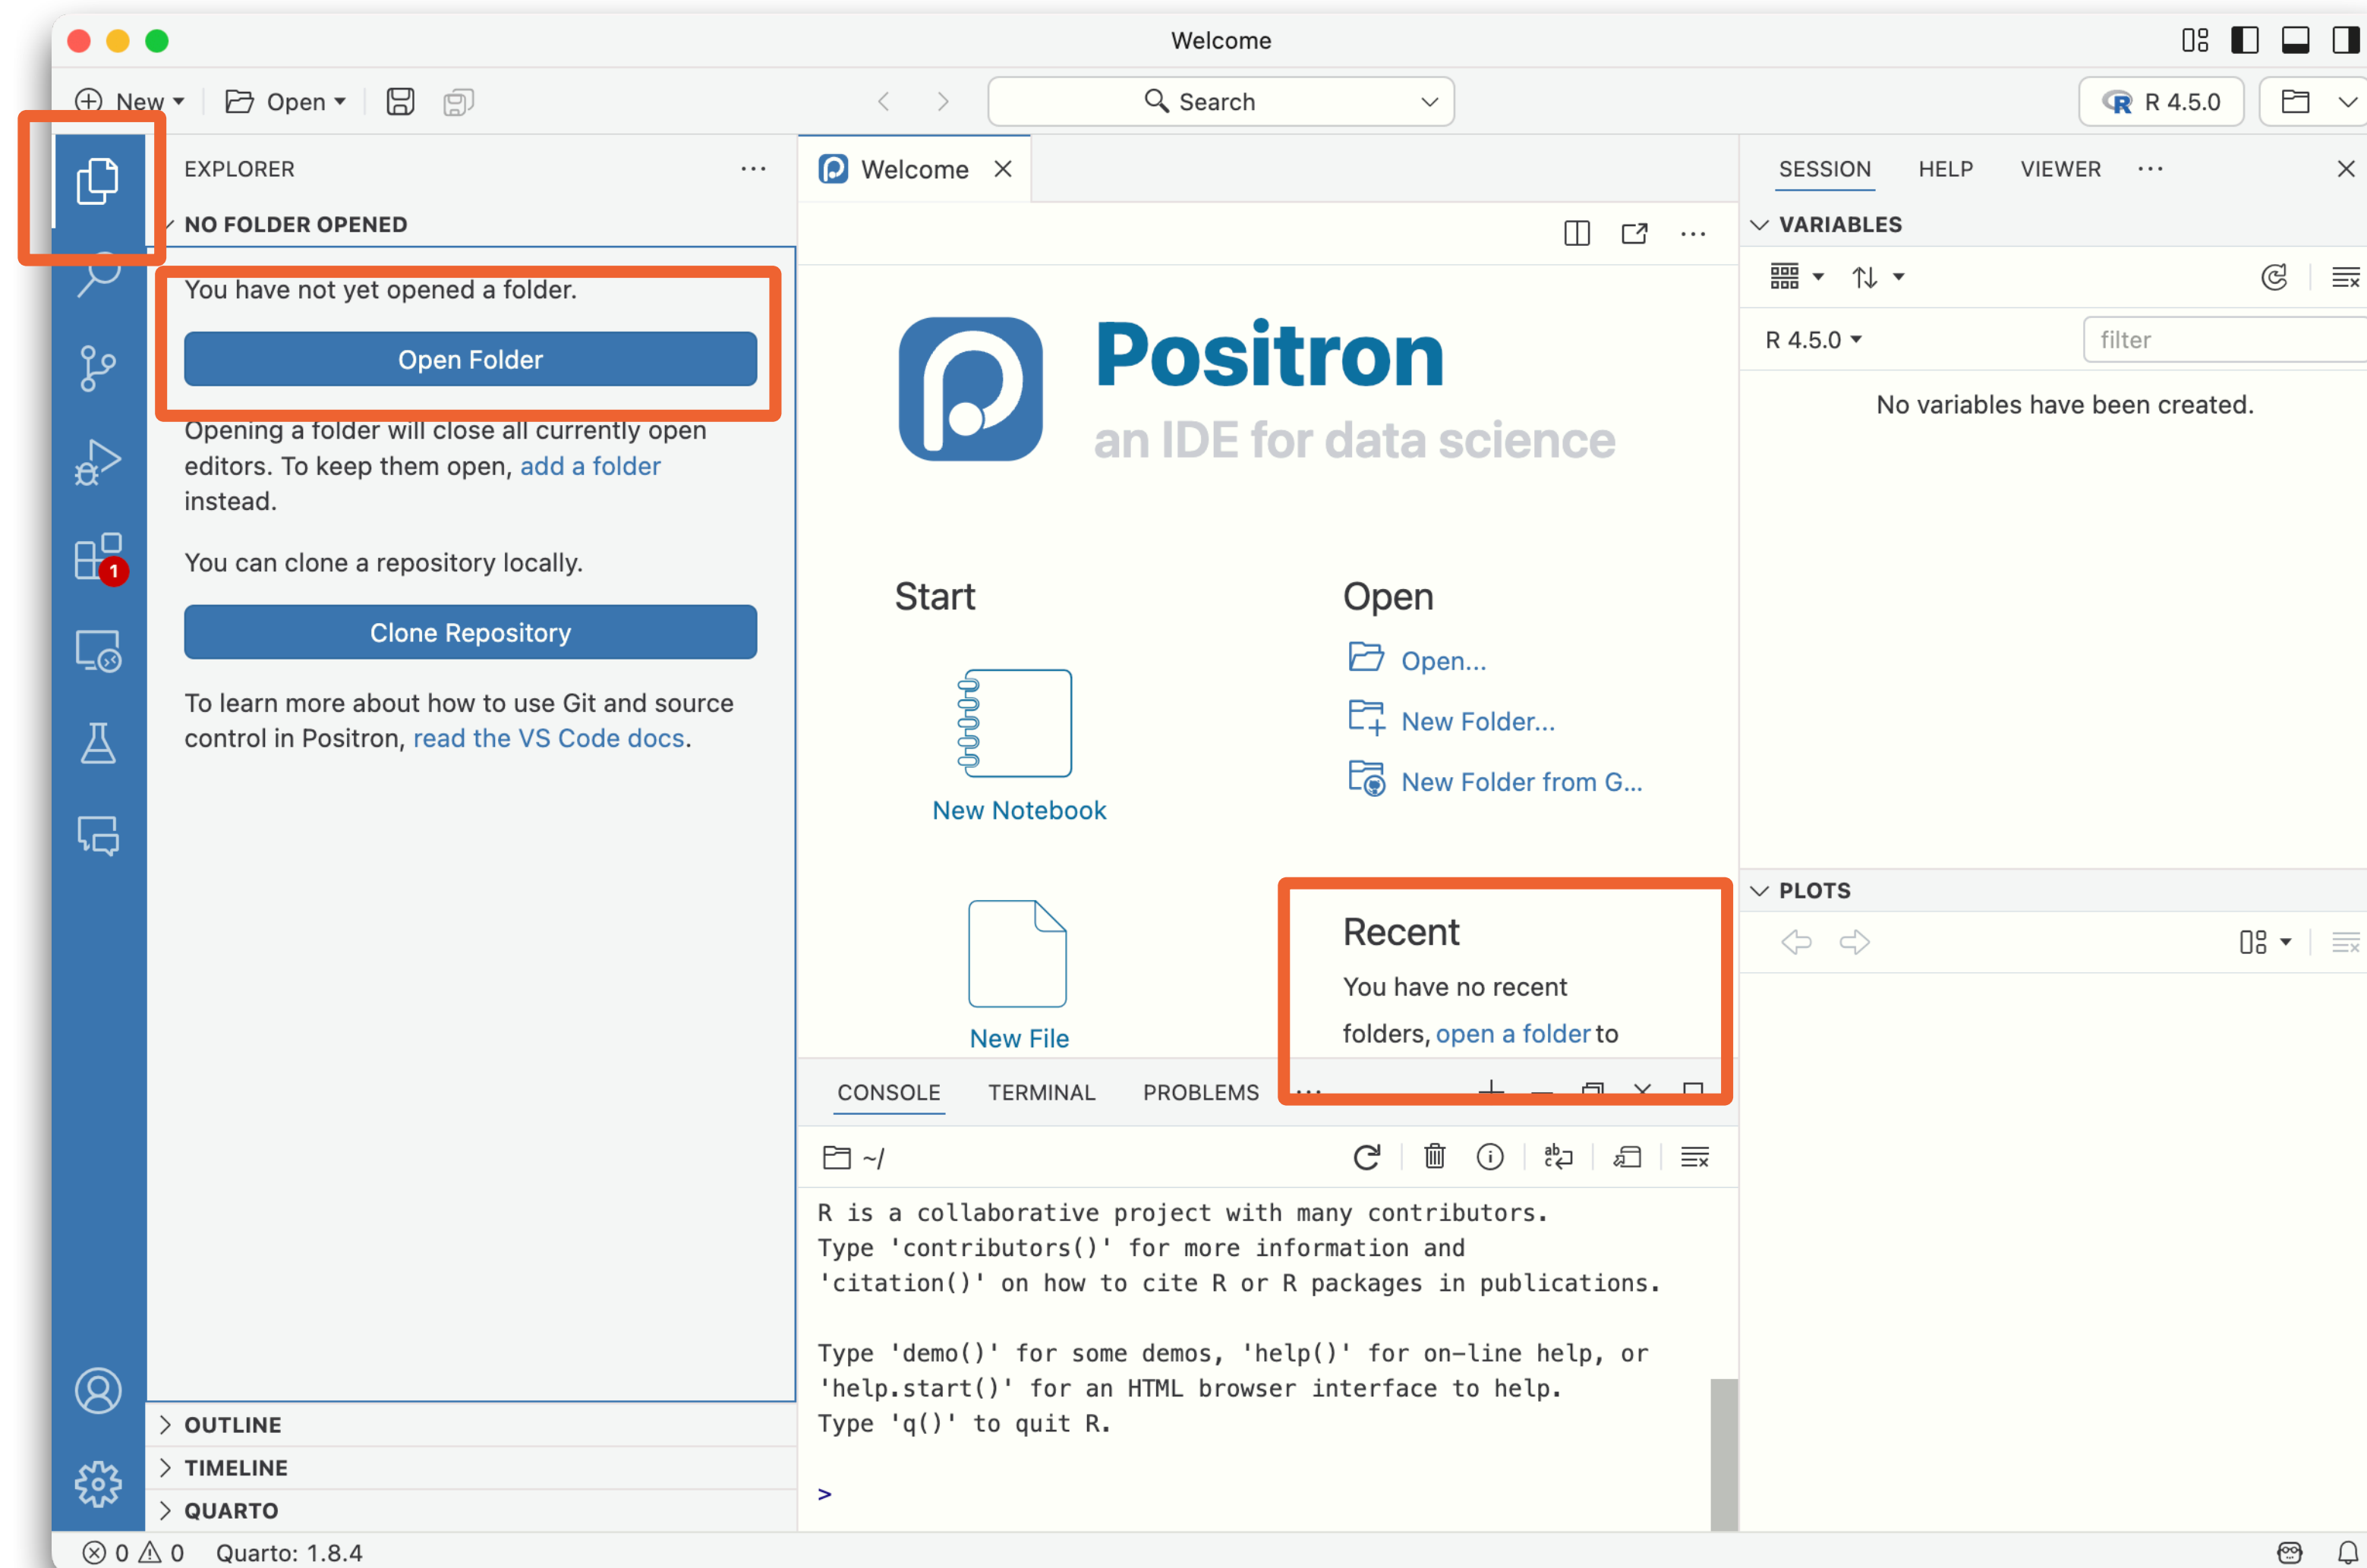 Welcome
New
Open
Search
R 4.5.0
EXPLORER
NO FOLDER OPENED
You have not yet opened a folder.
Open Folder
Opening a folder will close all currently open
editors. To keep them open, add a folder
instead.
You can clone a repository locally.
Clone Repository
To learn more about how to use Git and source
control in Positron, read the VS Code docs.
1
OUTLINE
TIMELINE
QUARTO
Welcome
Positron
an IDE for data science
Start
New Notebook
New File
Open
Open...
New Folder...
New Folder from G...
Recent
You have no recent
folders, open a folder to
CONSOLE TERMINAL PROBLEMS
~/
R is a collaborative project with many contributors.
Type 'contributors()' for more information and
'citation()' on how to cite R or R packages in publications.
Type 'demo()' for some demos, 'help()' for on-line help, or
'help.start()' for an HTML browser interface to help.
Type 'q()' to quit R.
>
SESSION HELP VIEWER
VARIABLES
R 4.5.0
filter
No variables have been created.
PLOTS
0 0 Quarto: 1.8.4